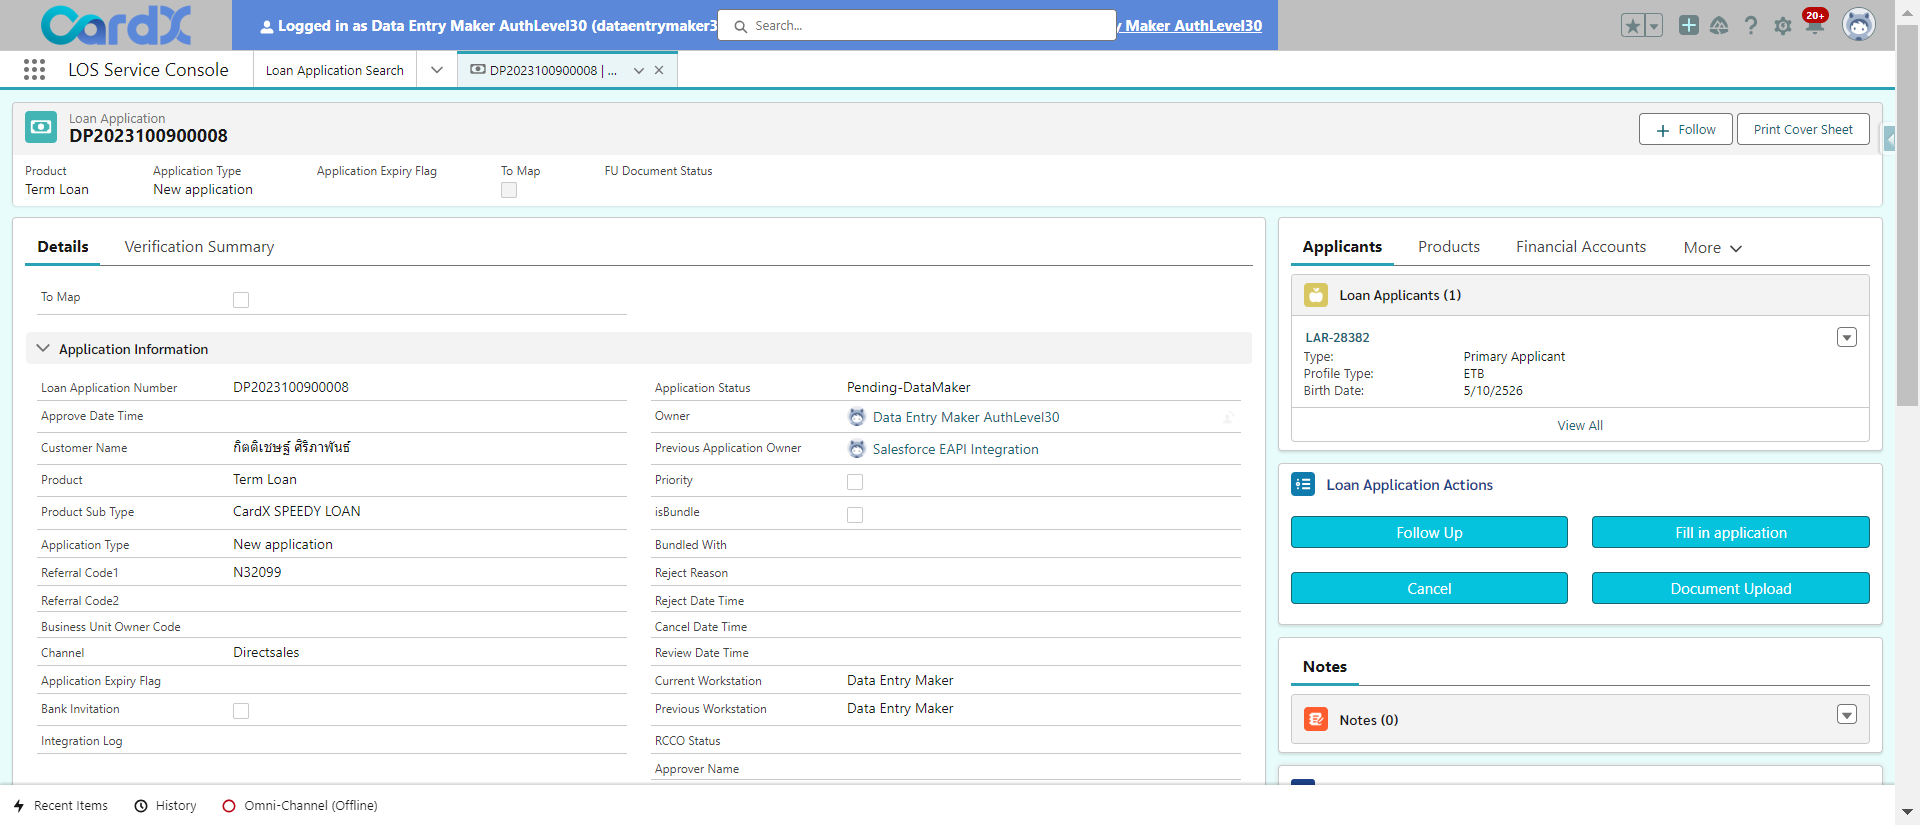 CardX
Logged in as Data Entry Maker AuthLevel30 (dataentrymaker3
Search...
Maker AuthLevel30
20+
LOS Service Console
Loan Application Search
DP2023100900008 | ...
Loan Application
DP2023100900008
Follow
Print Cover Sheet
Product
Application Type
Application Expiry Flag
To Map
FU Document Status
Term Loan
New application
Details
Verification Summary
To Map
Application Information
Loan Application Number
DP2023100900008
Approve Date Time
Customer Name
กิตติเชษฐ์ ศิริภาพันธ์
Product
Term Loan
Product Sub Type
CardX SPEEDY LOAN
Application Type
New application
Referral Code1
N32099
Referral Code2
Business Unit Owner Code
Channel
Directsales
Application Expiry Flag
Bank Invitation
Integration Log
Application Status
Pending-DataMaker
Owner
Data Entry Maker AuthLevel30
Previous Application Owner
Salesforce EAPI Integration
Priority
isBundle
Bundled With
Reject Reason
Reject Date Time
Cancel Date Time
Review Date Time
Current Workstation
Data Entry Maker
Previous Workstation
Data Entry Maker
RCCO Status
Approver Name
Applicants
Products
Financial Accounts
More
Loan Applicants (1)
LAR-28382
Type:
Primary Applicant
Profile Type:
ETB
Birth Date:
5/10/2526
View All
Loan Application Actions
Follow Up
Fill in application
Cancel
Document Upload
Notes
Notes (0)
Recent Items
History
Omni-Channel (Offline)